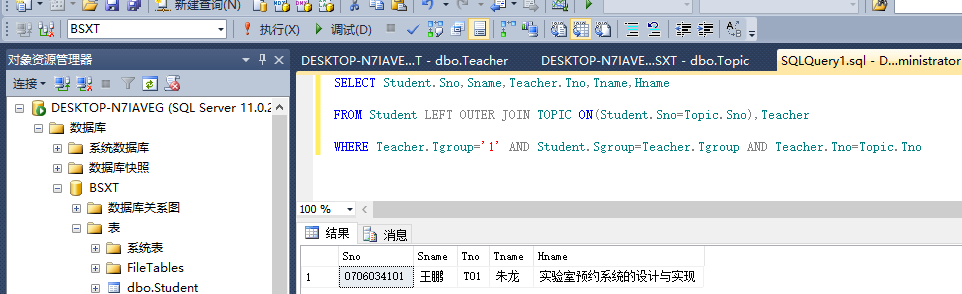 新建查询(N)
BSXT
执行(X)
调试(D)
对象资源管理器
DESKTOP-N7IAVE...T - dbo.Teacher
DESKTOP-N7IAVE...SXT - dbo.Topic
SQLQuery1.sql - D...ministrator
连接
DESKTOP-N7IAVEG (SQL Server 11.0.2
数据库
系统数据库
数据库快照
BSXT
数据库关系图
表
系统表
FileTables
dbo.Student
SELECT Student.Sno,Sname,Teacher.Tno,Tname,Hname
FROM Student LEFT OUTER JOIN TOPIC ON(Student.Sno=Topic.Sno),Teacher
WHERE Teacher.Tgroup='1' AND Student.Sgroup=Teacher.Tgroup AND Teacher.Tno=Topic.Tno
100 %
结果
消息
Sno Sname Tno Tname Hname
1 0706034101 王鹏 T01 朱龙 实验室预约系统的设计与实现